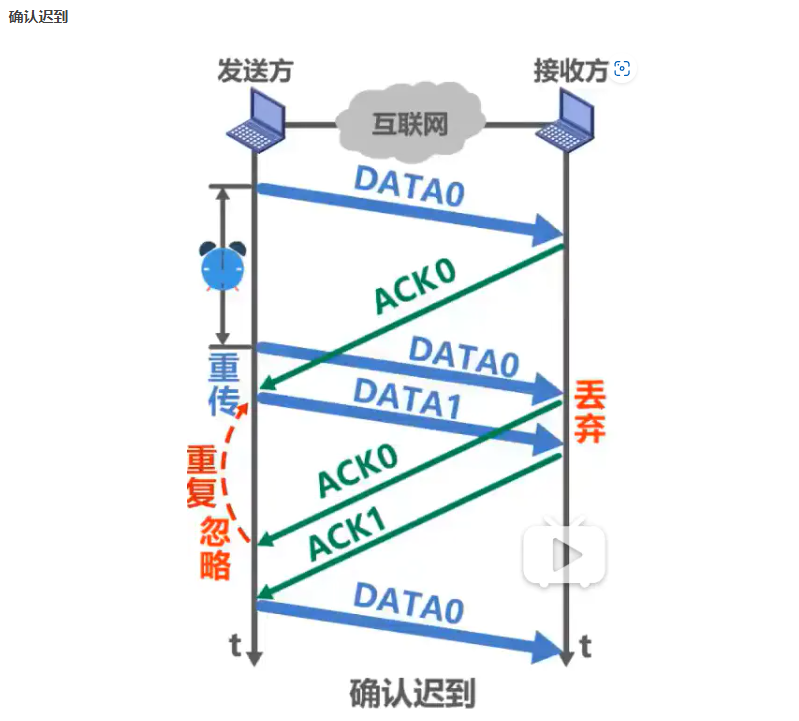 确认迟到
发送方
接收方
互联网
DATA0
ACK0
重传
DATA0
DATA1
丢弃
重复
忽略
ACK0
ACK1
DATA0
t
t
确认迟到